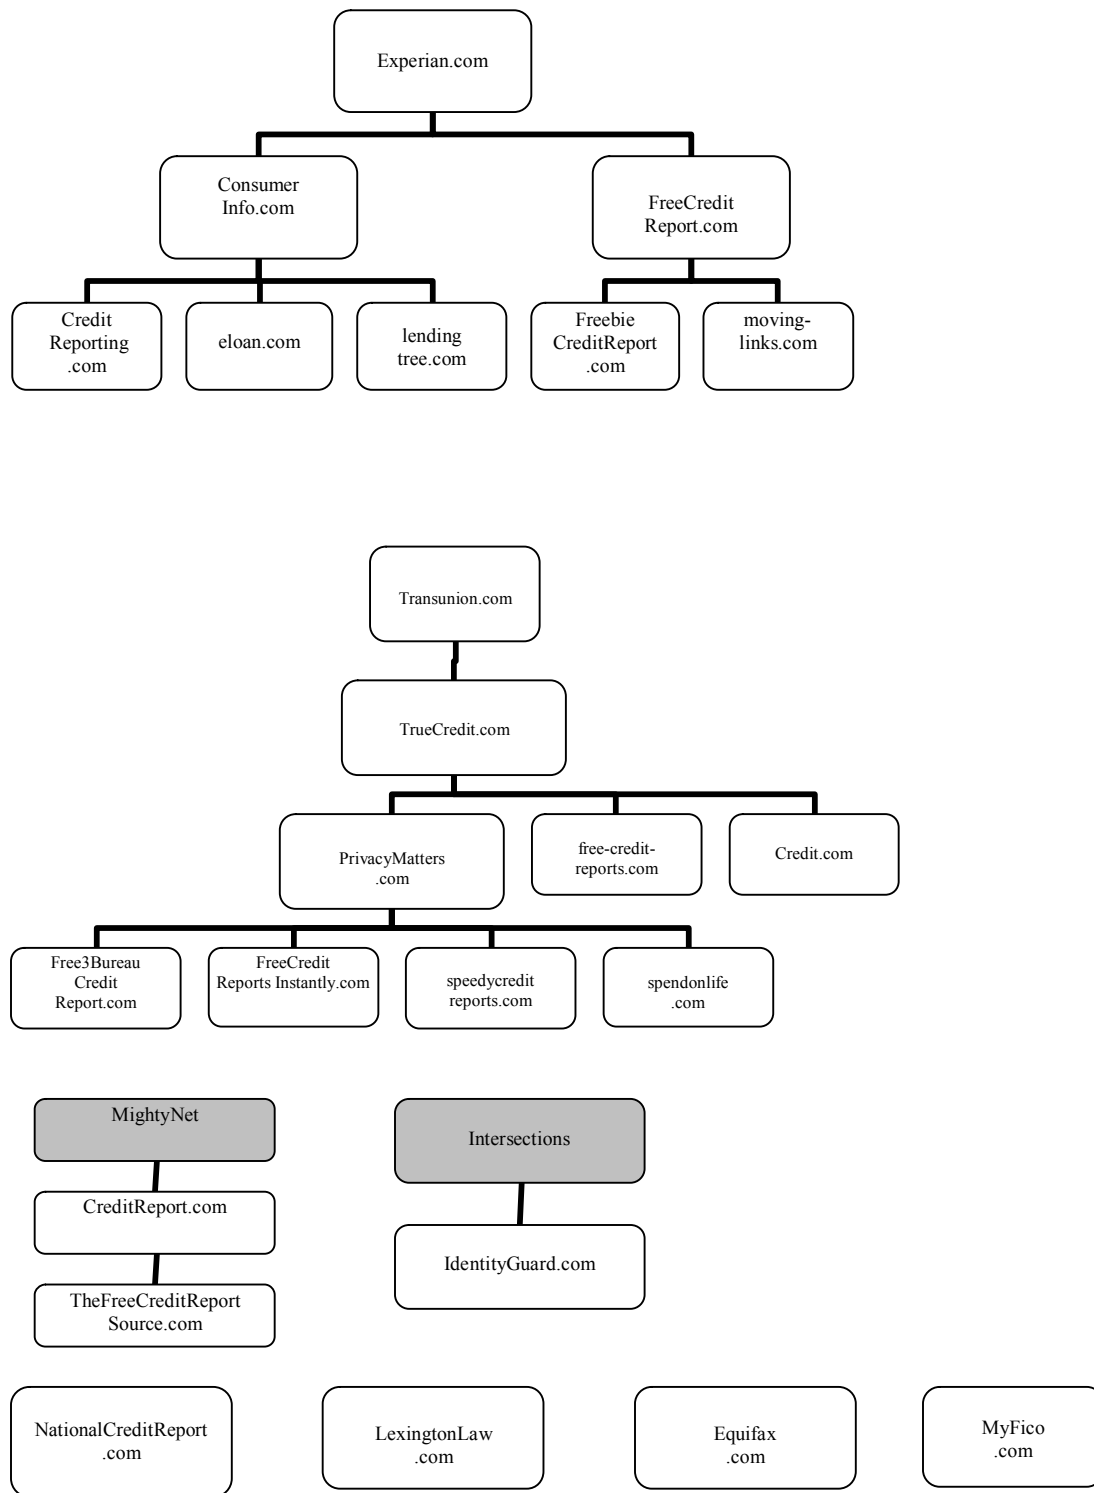 Experian.com
Consumer
Info.com
FreeCredit
Report.com
Credit
Reporting
.com
eloan.com
lending
tree.com
Freebie
CreditReport
.com
moving-
links.com
Transunion.com
TrueCredit.com
PrivacyMatters
.com
free-credit-
reports.com
Credit.com
Free3Bureau
Credit
Report.com
FreeCredit
Reports Instantly.com
speedycredit
reports.com
spendonlife
.com
MightyNet
Intersections
CreditReport.com
IdentityGuard.com
TheFreeCreditReport
Source.com
NationalCreditReport
.com
LexingtonLaw
.com
Equifax
.com
MyFico
.com